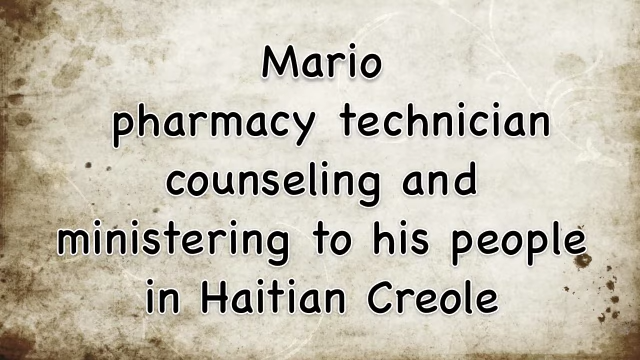 Mario
pharmacy technician
counseling and
ministering to his people
in Haitian Creole